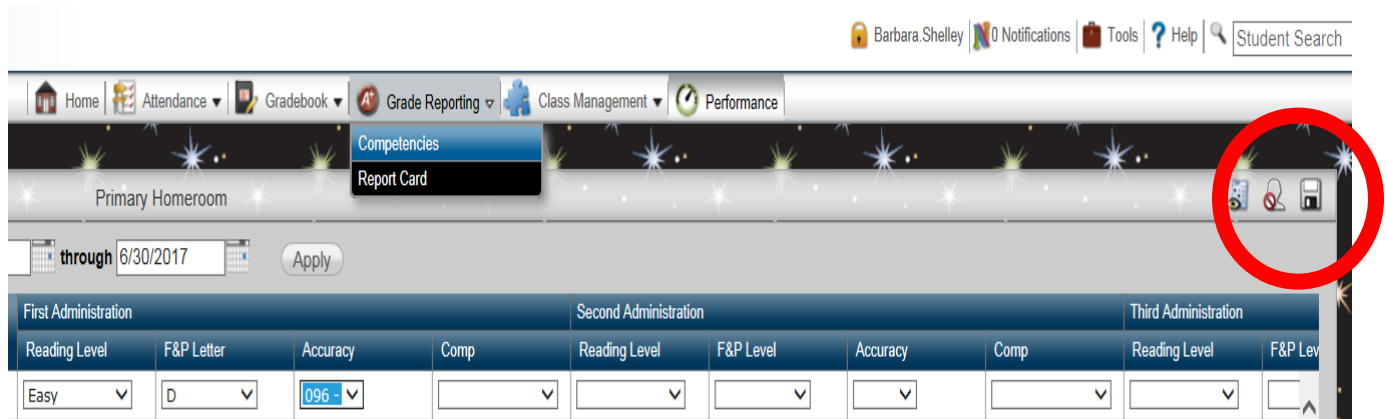 Barbara.Shelley 0 Notifications Tools ? Help Student Search
Home Attendance Gradebook Grade Reporting Class Management Performance
Competencies
Report Card
Primary Homeroom
through 6/30/2017 Apply
First Administration Second Administration Third Administration
Reading Level F&P Letter Accuracy Comp Reading Level F&P Level Accuracy Comp Reading Level F&P Lev
Easy D 096 -